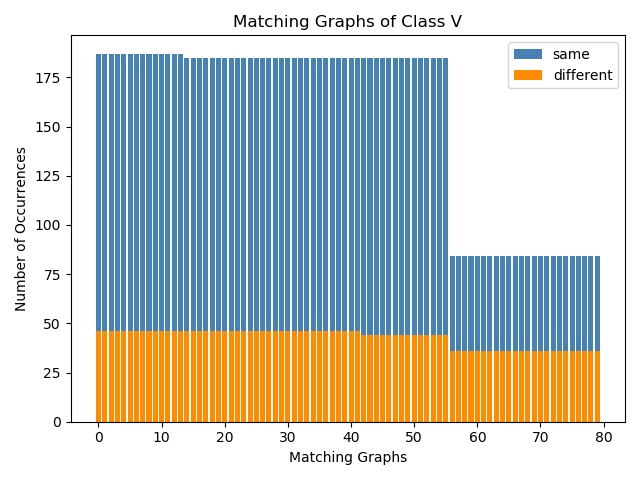 Matching Graphs of Class V
same
different
Number of Occurrences
175
150
125
100
75
50
25
0
0 10 20 30 40 50 60 70 80
Matching Graphs